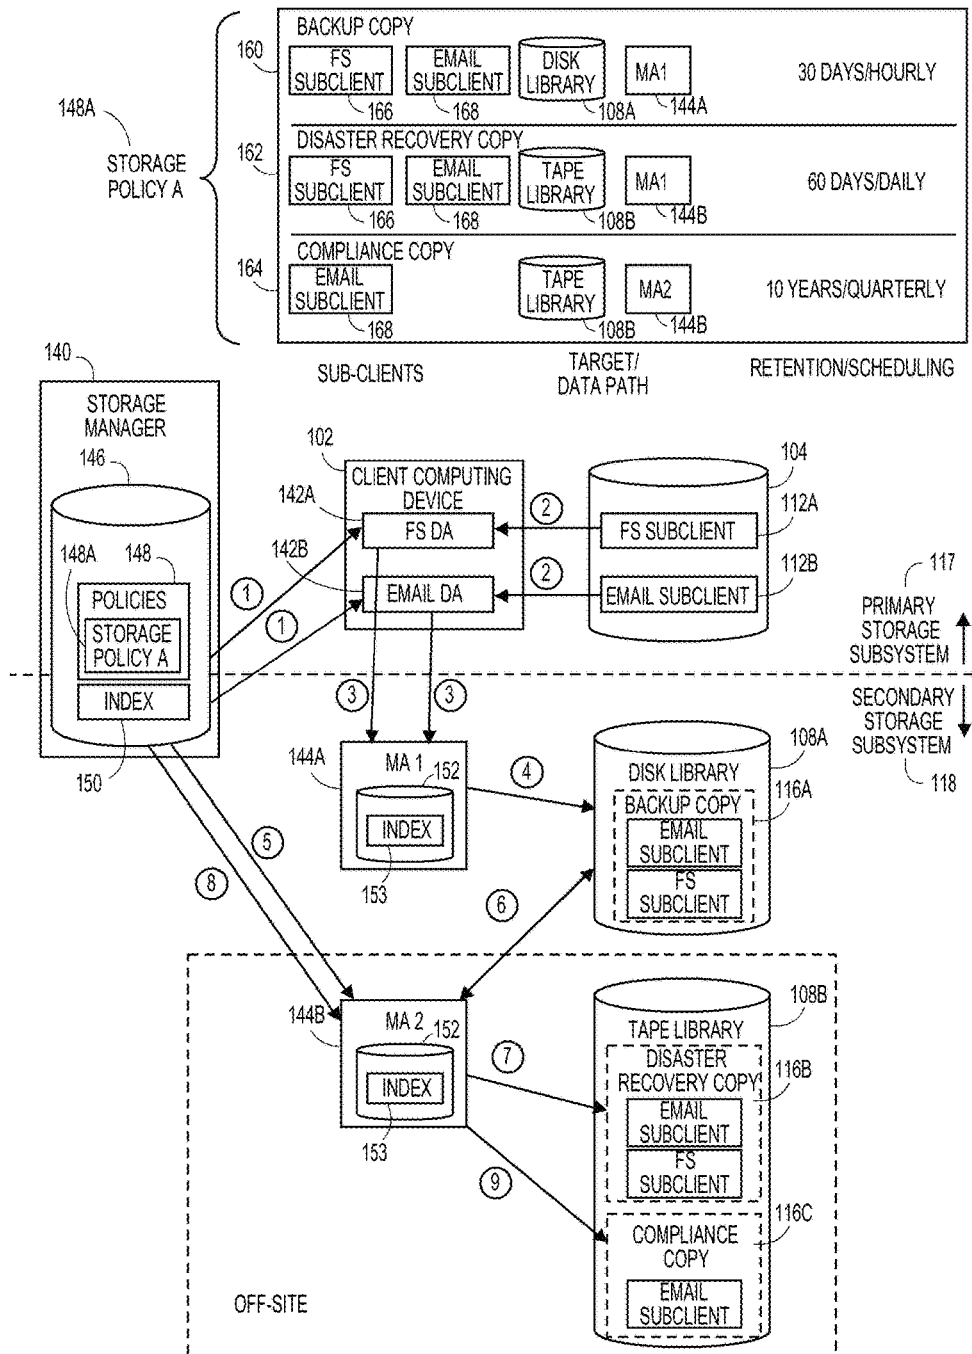 BACKUP COPY
160
FS
SUBCLIENT
166
EMAIL
SUBCLIENT
168
DISK
LIBRARY
108A
MA1
144A
30 DAYS/HOURLY
148A
STORAGE
POLICY A
DISASTER RECOVERY COPY
162
FS
SUBCLIENT
166
EMAIL
SUBCLIENT
168
TAPE
LIBRARY
108B
MA1
144B
60 DAYS/DAILY
COMPLIANCE COPY
164
EMAIL
SUBCLIENT
168
TAPE
LIBRARY
108B
MA2
144B
10 YEARS/QUARTERLY
SUB-CLIENTS
TARGET/
DATA PATH
RETENTION/SCHEDULING
140
STORAGE
MANAGER
146
148A
148
POLICIES
STORAGE
POLICY A
INDEX
150
102
CLIENT COMPUTING
DEVICE
142A
FS DA
142B
EMAIL DA
1
1
2
2
104
FS SUBCLIENT
112A
EMAIL SUBCLIENT
112B
117
PRIMARY
STORAGE
SUBSYSTEM
SECONDARY
STORAGE
SUBSYSTEM
118
3
3
144A
MA 1
152
INDEX
153
4
108A
DISK LIBRARY
116A
BACKUP COPY
EMAIL
SUBCLIENT
FS
SUBCLIENT
5
8
6
144B
MA 2
152
INDEX
153
7
9
108B
TAPE LIBRARY
DISASTER
RECOVERY COPY
116B
EMAIL
SUBCLIENT
FS
SUBCLIENT
116C
COMPLIANCE
COPY
EMAIL
SUBCLIENT
OFF-SITE